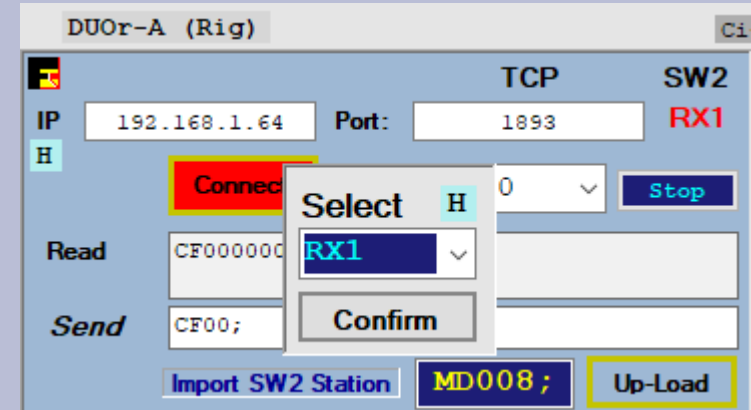 DUOr-A (Rig) Ci
TCP SW2
IP 192.168.1.64 Port: 1893 RX1
H
Connect 0 Stop
Select H
Read CF000000 RX1
Confirm
Send CF00;
Import SW2 Station MD008; Up-Load